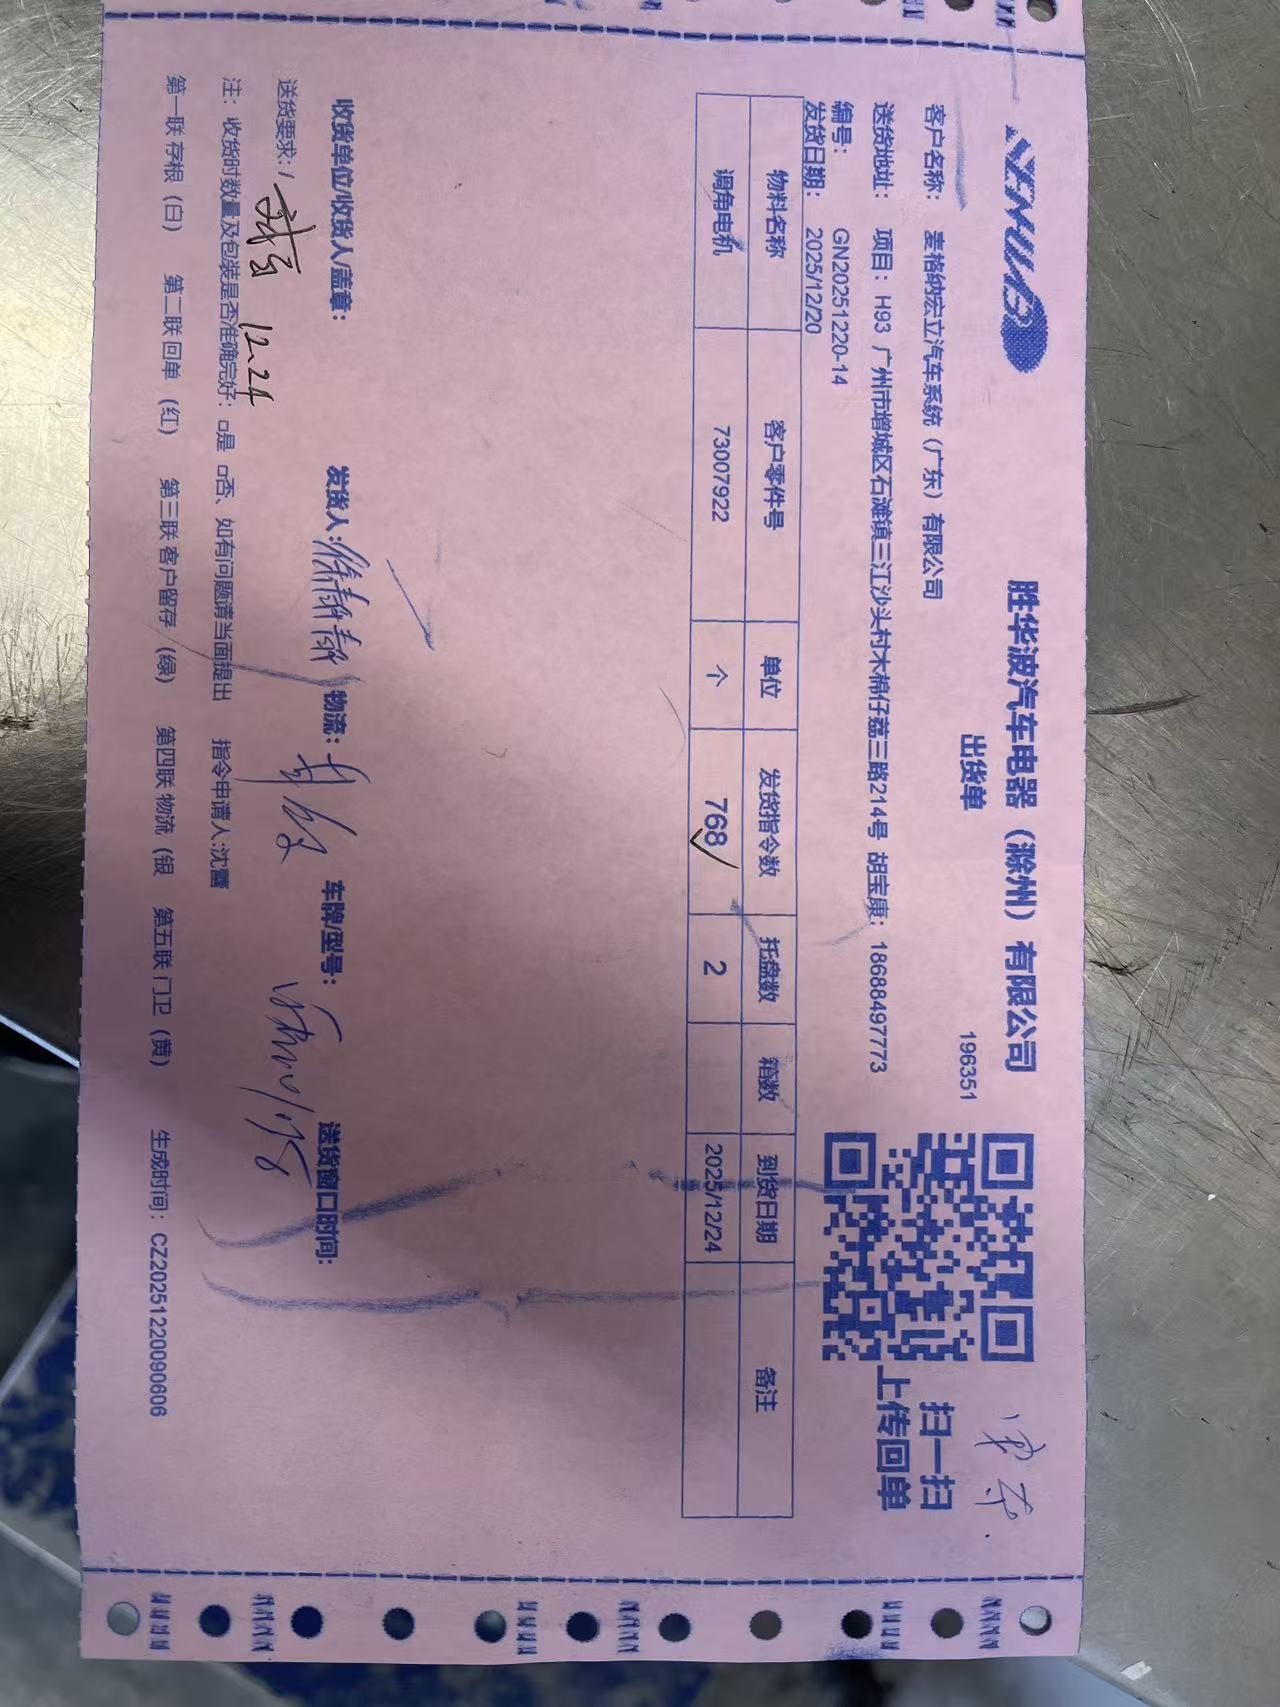 胜华波汽车电器（滁州）有限公司
出货单
196351
客户名称： 麦格纳宏立汽车系统（广东）有限公司
送货地址： 项目：H93 广州市增城区石滩镇三江沙头村木棉仔荔三路214号 胡宝康：18688497773
编号： GN20251220-14
发货日期： 2025/12/20
扫一扫
上传回单
物料名称 客户零件号 单位 发货指令数 托盘数 箱数 到货日期 备注
调角电机 73007922 个 768 2 2025/12/24
收货单位/收货人/盖章： 发货人： 物流： 车牌/型号： 送货窗口时间：
送货要求：/
12.24
注： 收货时数量及包装是否准确完好：□是 □否、如有问题请当面提出 指令申请人:沈蕾
第一联 存根（白） 第二联 回单（红） 第三联 客户留存（绿） 第四联 物流（银 第五联 门卫（黄） 生成时间：CZ20251220090606